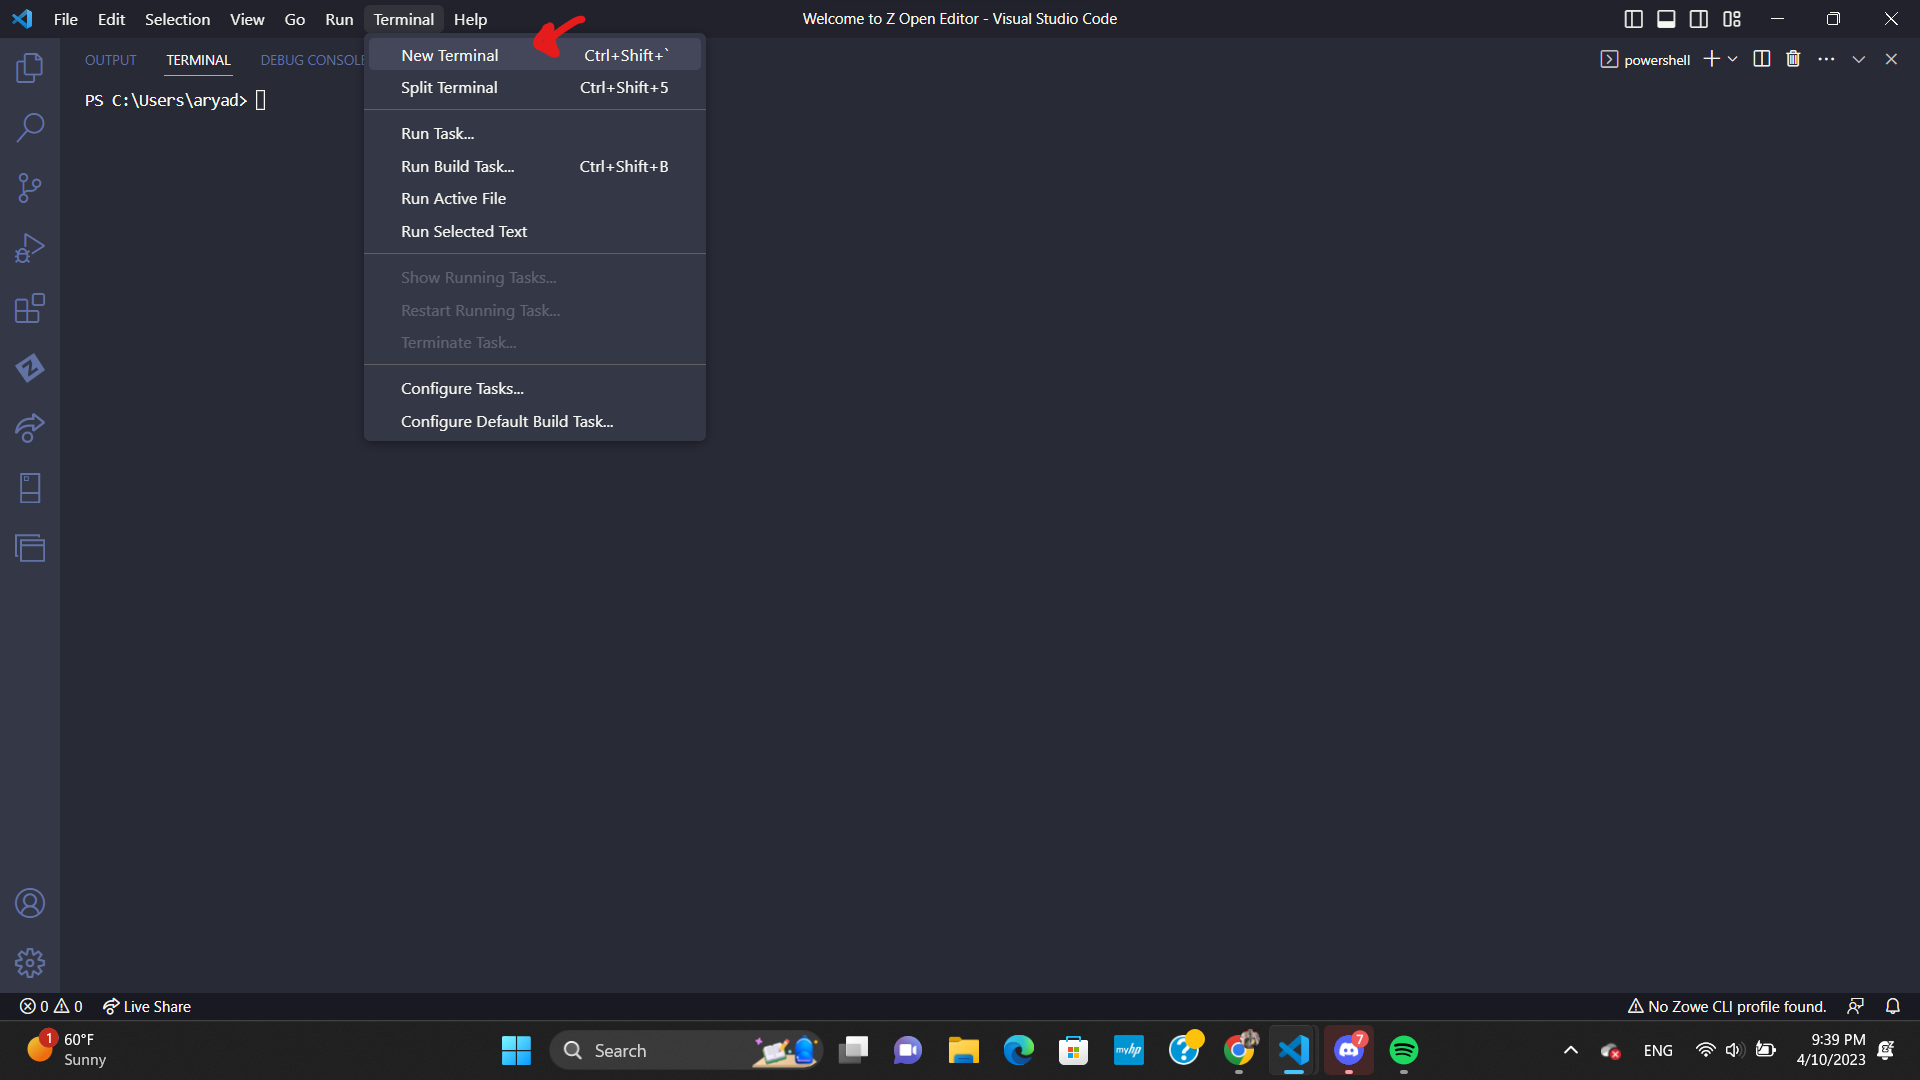 File Edit Selection View Go Run Terminal Help
Welcome to Z Open Editor - Visual Studio Code
OUTPUT TERMINAL DEBUG CONSOLE
powershell
PS C:\Users\aryad>
New Terminal Ctrl+Shift+`
Split Terminal Ctrl+Shift+5
Run Task...
Run Build Task... Ctrl+Shift+B
Run Active File
Run Selected Text
Show Running Tasks...
Restart Running Task...
Terminate Task...
Configure Tasks...
Configure Default Build Task...
0 0 Live Share
No Zowe CLI profile found.
1
60°F
Sunny
Search
myhp
7
ENG
9:39 PM
4/10/2023